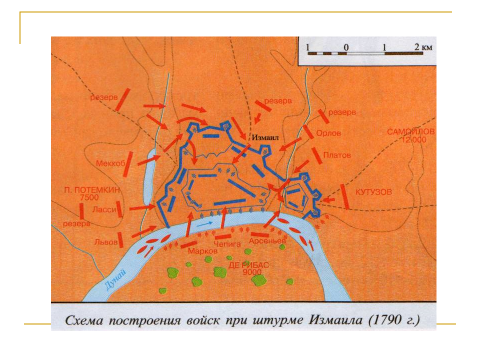 1 0 1 2 км
резерв
резерв
резерв
Измаил
Орлов
САМОЙЛОВ
12000
Платов
Мекноб
П. ПОТЕМКИН
7500
КУТУЗОВ
Ласси
резерв
Львов
Марков
Чепига
Арсеньев
ДЕ РИБАС
9000
Дунай
Схема построения войск при штурме Измаила (1790 г.)